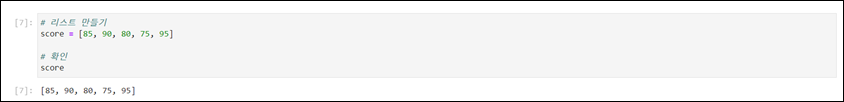 [7]: # 리스트 만들기
score = [85, 90, 80, 75, 95]
# 확인
score
[7]: [85, 90, 80, 75, 95]